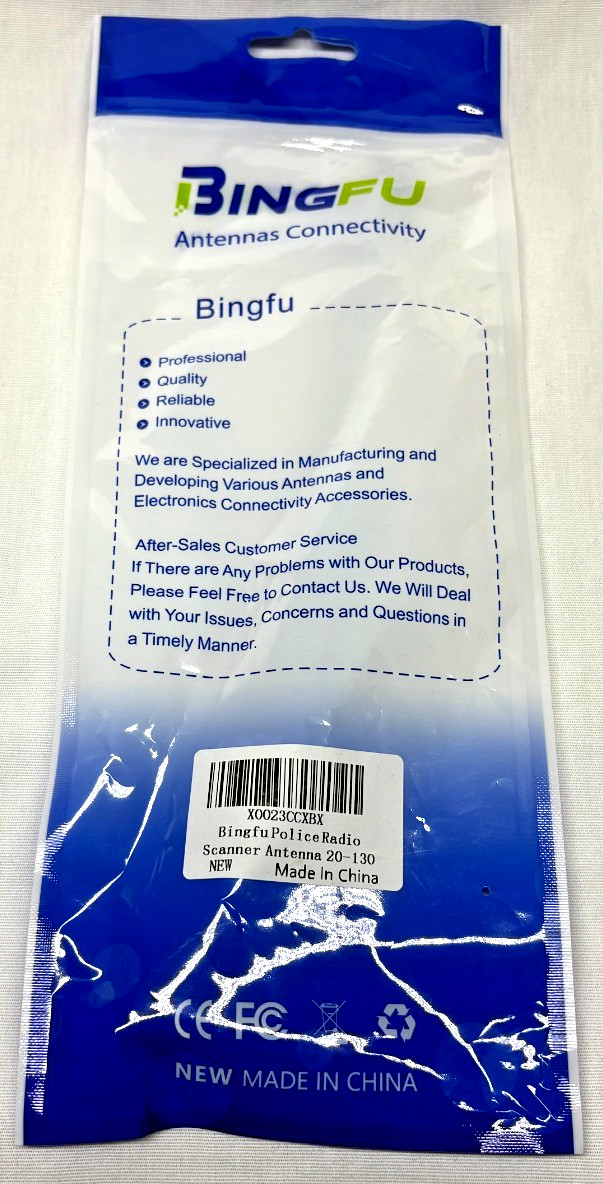 BINGFU
Antennas Connectivity
Bingfu
Professional
Quality
Reliable
Innovative
We are Specialized in Manufacturing and
Developing Various Antennas and
Electronics Connectivity Accessories.
After-Sales Customer Service
If There are Any Problems with Our Products,
Please Feel Free to Contact Us. We Will Deal
with Your Issues, Concerns and Questions in
a Timely Manner.
X0023CCXBX
BingfuPoliceRadio
Scanner Antenna 20-130
NEW Made In China
CE FC
NEW MADE IN CHINA